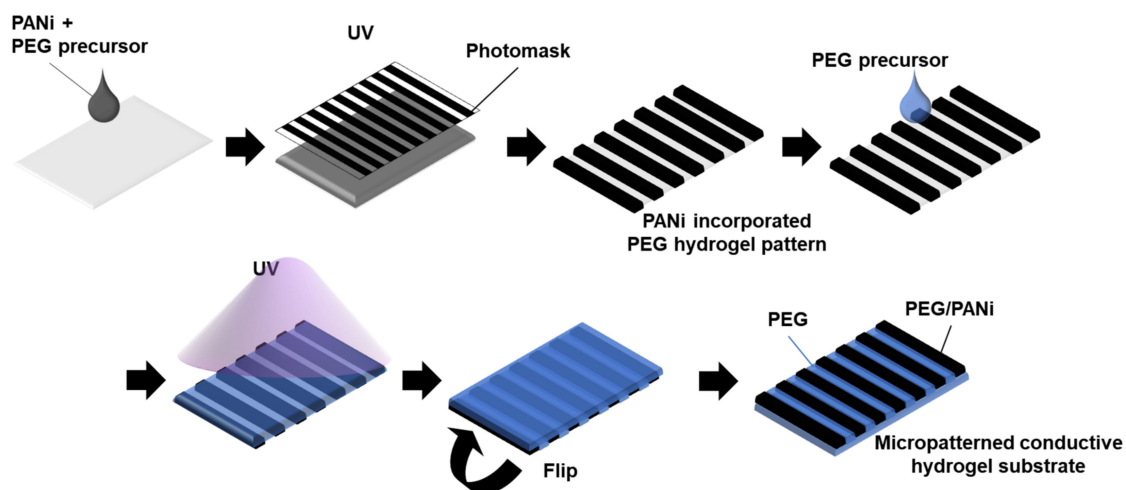 PANi +
PEG precursor
UV
Photomask
PEG precursor
PANi incorporated
PEG hydrogel pattern
UV
Flip
PEG
PEG/PANi
Micropatterned conductive
hydrogel substrate